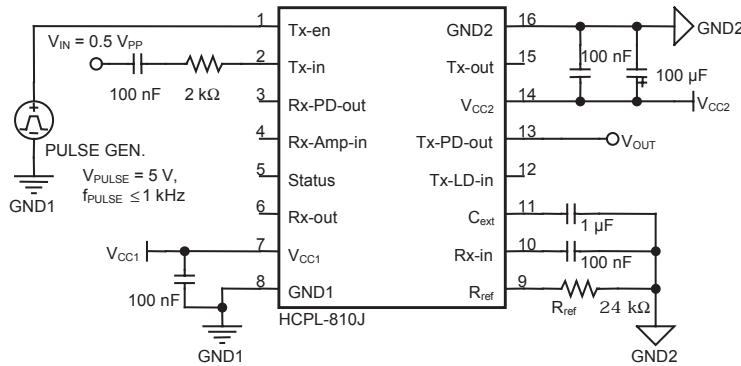 1 Tx-en GND2 16 GND2
V_IN = 0.5 V_PP
2 Tx-in Tx-out 15 100 nF 100 µF
100 nF 2 kΩ
3 Rx-PD-out V_CC2 14 V_CC2
4 Rx-Amp-in Tx-PD-out 13 V_OUT
PULSE GEN.
V_PULSE = 5 V,
f_PULSE ≤ 1 kHz
GND1
5 Status Tx-LD-in 12
6 Rx-out C_ext 11 1 µF
V_CC1 7 V_CC1 Rx-in 10 100 nF
100 nF 8 GND1 R_ref 9 R_ref 24 kΩ
HCPL-810J
GND1 GND2